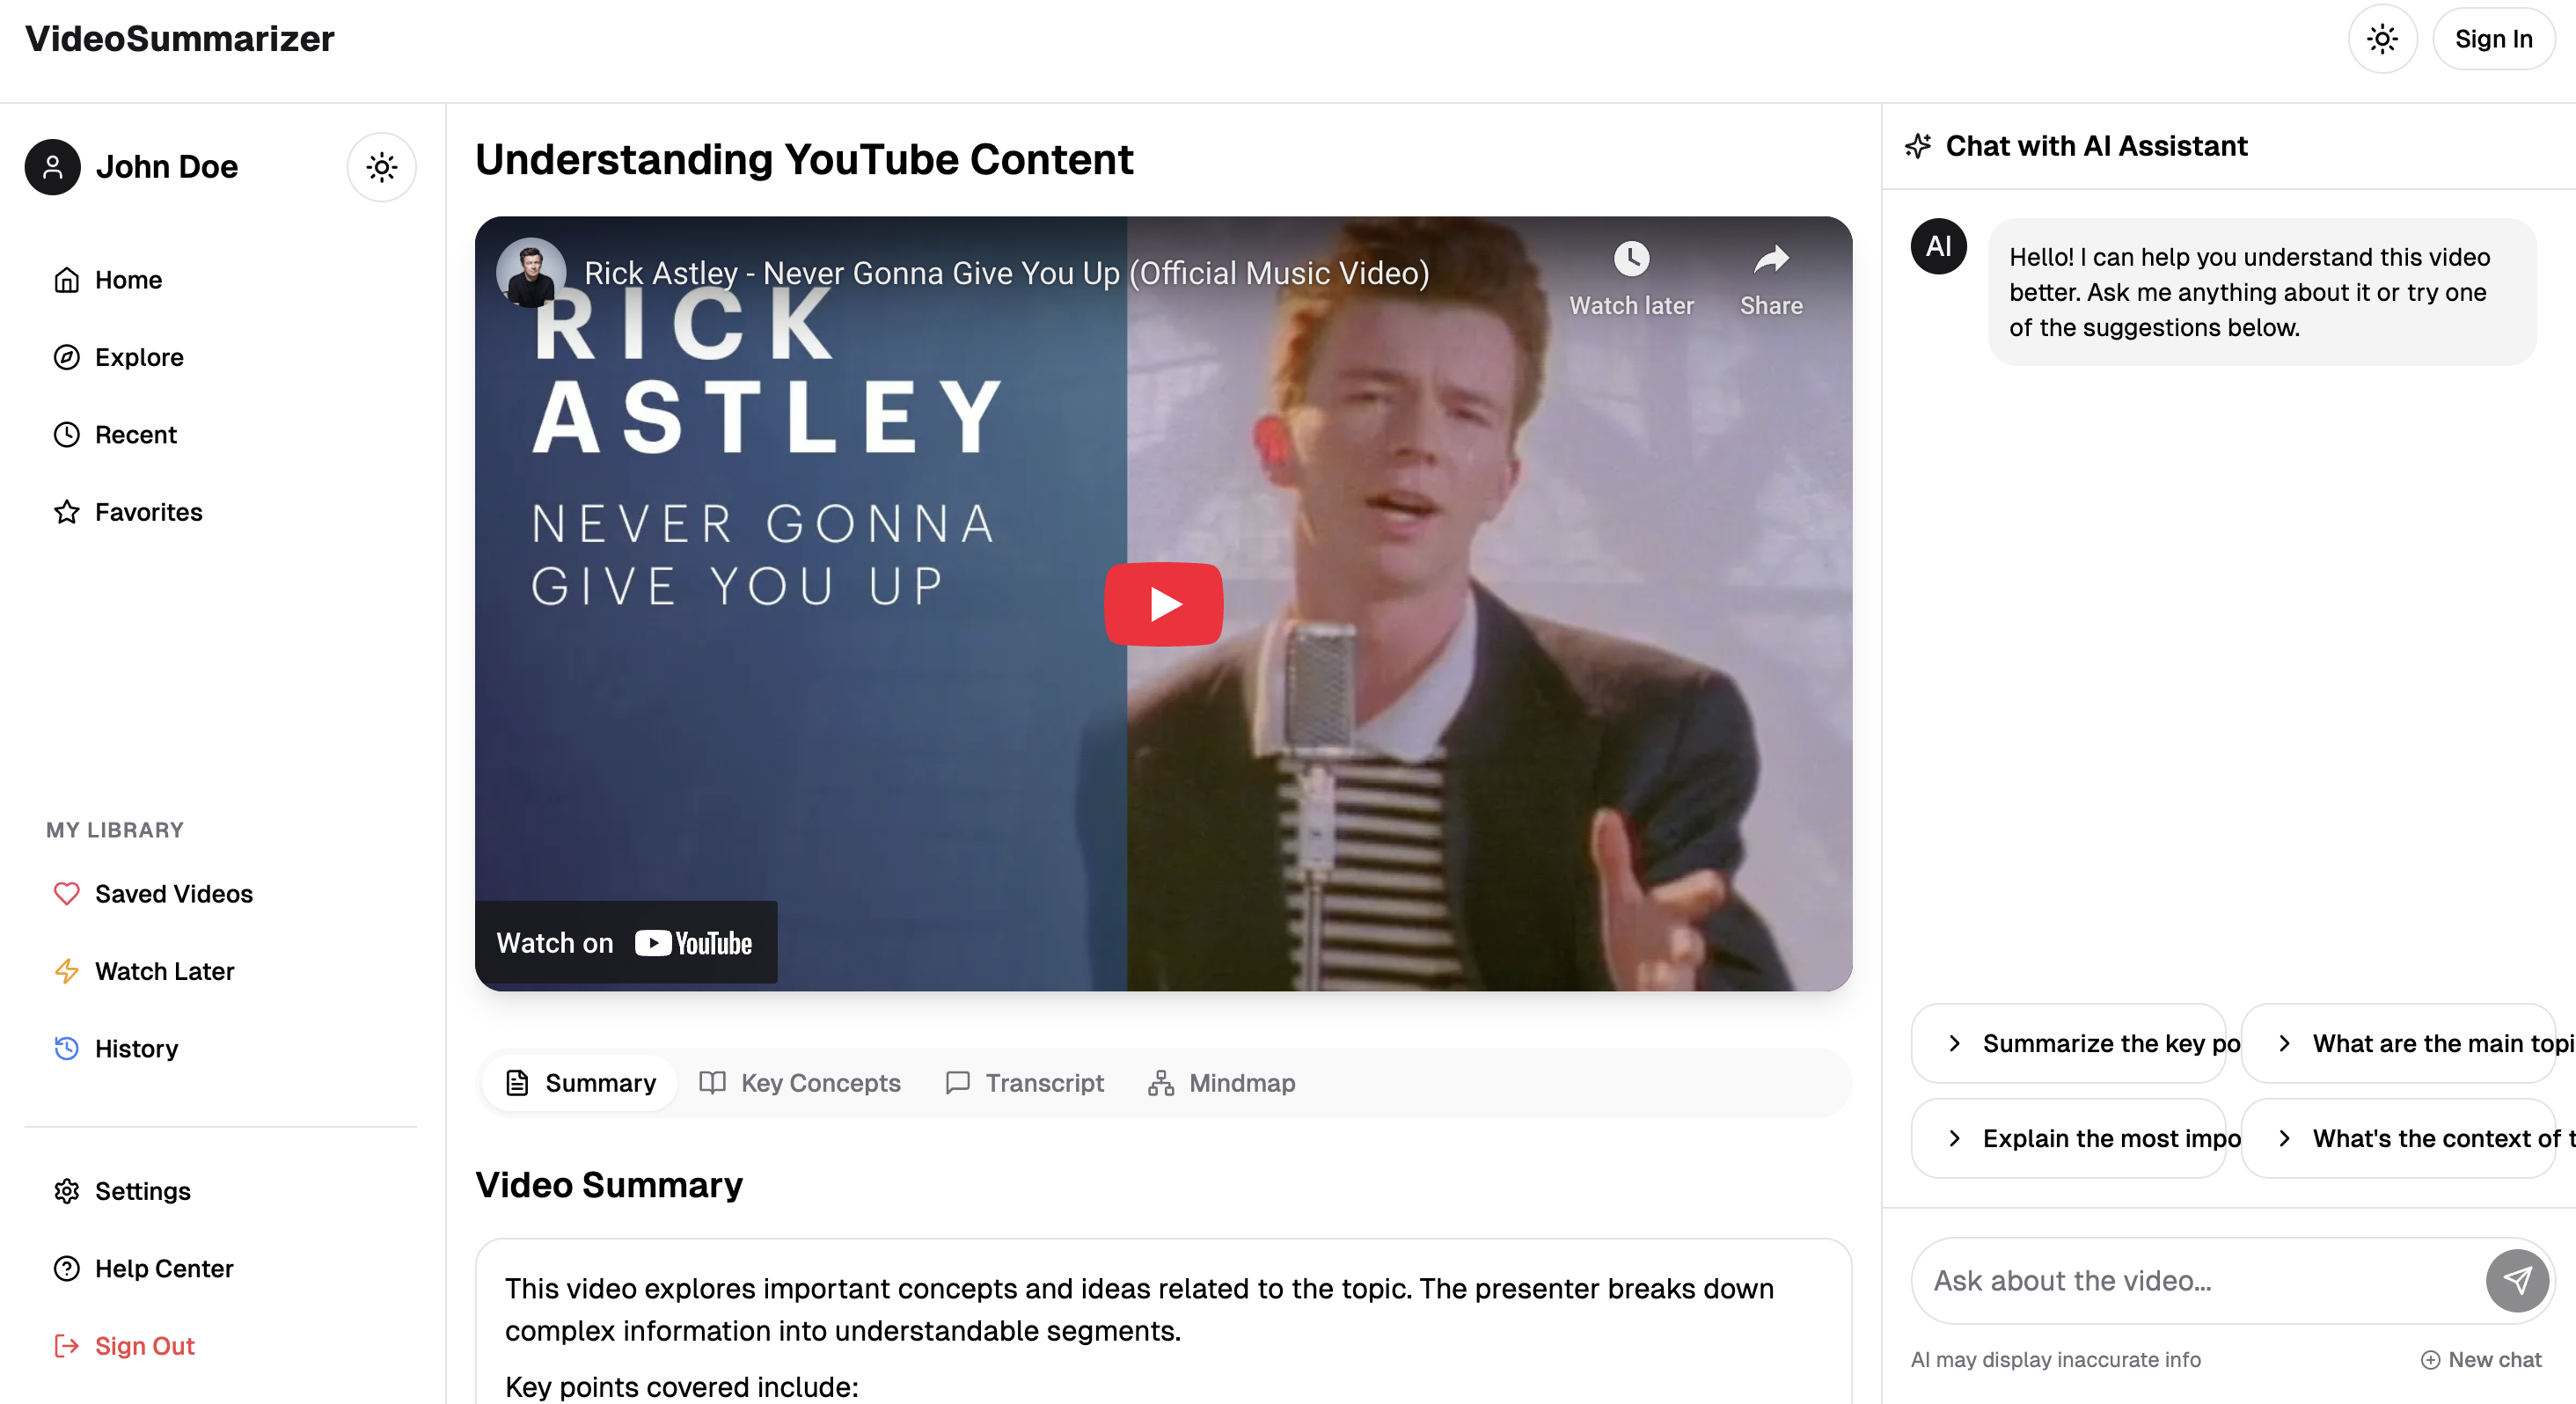 VideoSummarizer
Sign In
John Doe
Home
Explore
Recent
Favorites
MY LIBRARY
Saved Videos
Watch Later
History
Settings
Help Center
Sign Out
Understanding YouTube Content
Rick Astley - Never Gonna Give You Up (Official Music Video)
Watch later
Share
RICK
ASTLEY
NEVER GONNA
GIVE YOU UP
Watch on YouTube
Summary
Key Concepts
Transcript
Mindmap
Video Summary
This video explores important concepts and ideas related to the topic. The presenter breaks down
complex information into understandable segments.
Key points covered include:
Chat with AI Assistant
AI
Hello! I can help you understand this video
better. Ask me anything about it or try one
of the suggestions below.
Summarize the key po
What are the main topi
Explain the most impo
What's the context of t
Ask about the video...
AI may display inaccurate info
New chat